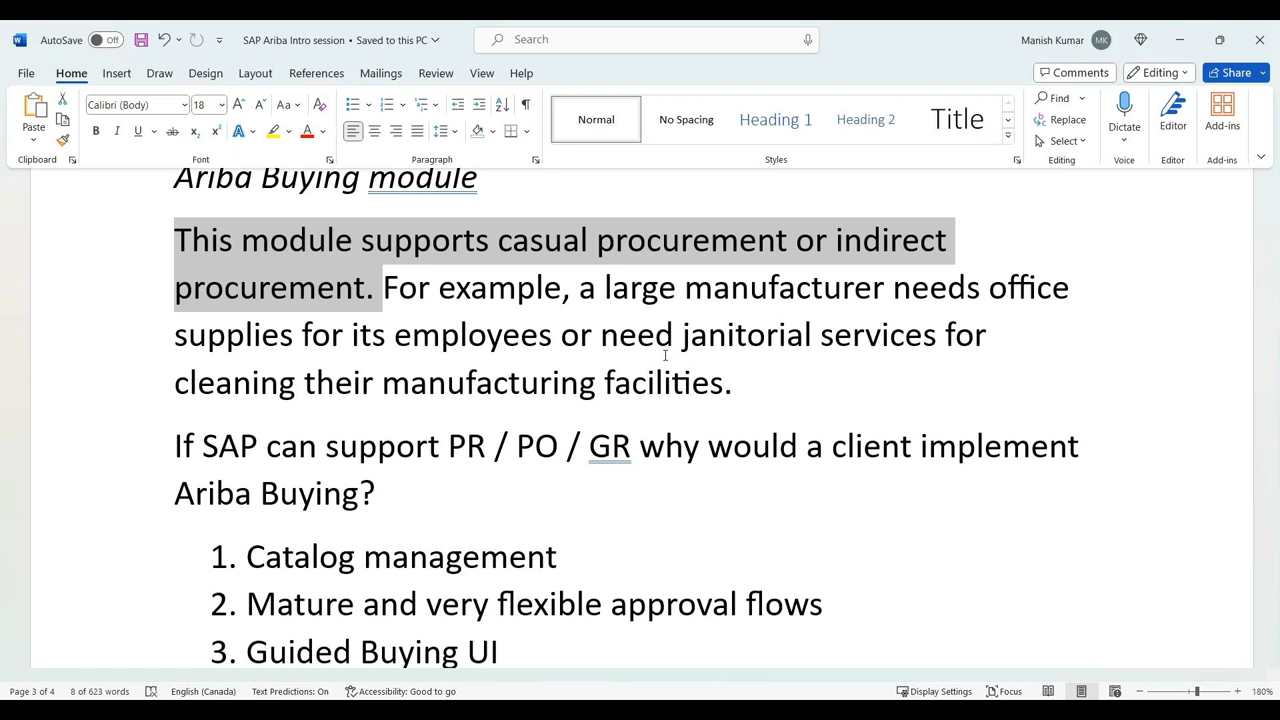 AutoSave Off SAP Ariba Intro session • Saved to this PC Search Manish Kumar MK
File Home Insert Draw Design Layout References Mailings Review View Help Comments Editing Share
Paste Calibri (Body) 18 Aa Normal No Spacing Heading 1 Heading 2 Title Find Replace Select Dictate Editor Add-ins
Clipboard Font Paragraph Styles Editing Voice Editor Add-ins
Ariba Buying module
This module supports casual procurement or indirect
procurement. For example, a large manufacturer needs office
supplies for its employees or need janitorial services for
cleaning their manufacturing facilities.
If SAP can support PR / PO / GR why would a client implement
Ariba Buying?
1. Catalog management
2. Mature and very flexible approval flows
3. Guided Buying UI
Page 3 of 4 8 of 623 words English (Canada) Text Predictions: On Accessibility: Good to go Display Settings Focus 180%